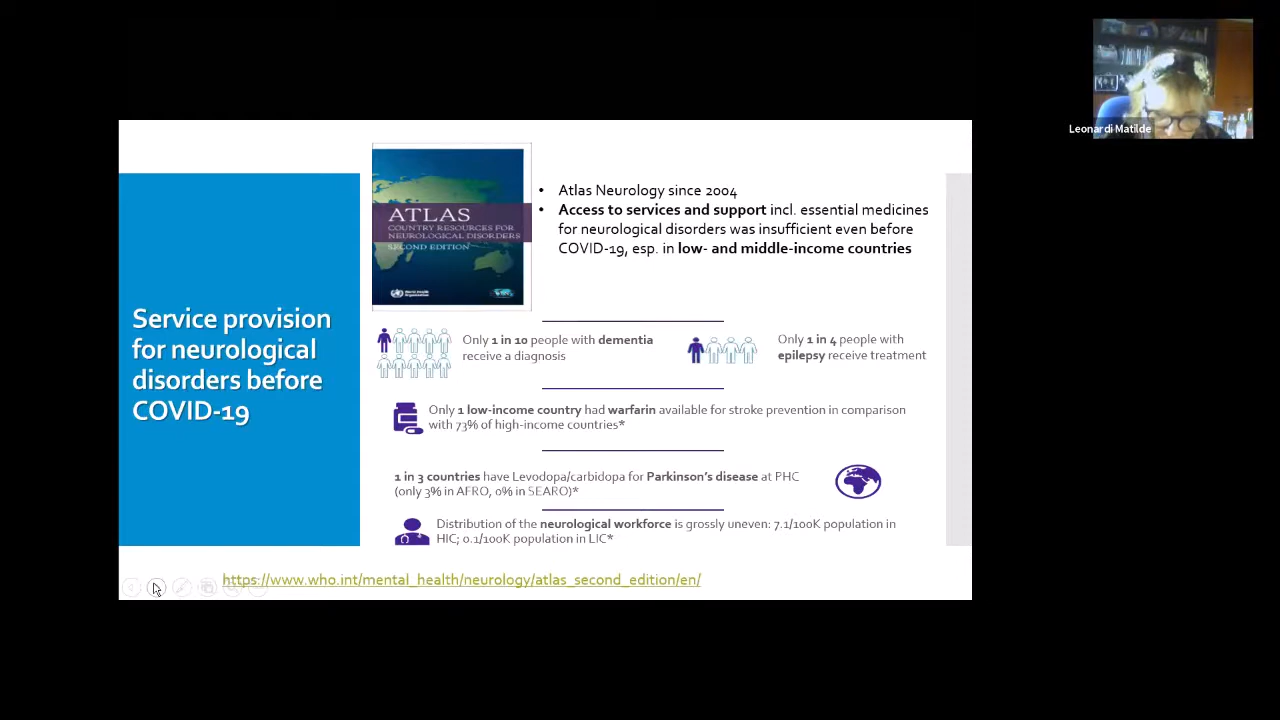 Leonardi Matilde
Service provision
for neurological
disorders before
COVID-19
ATLAS
COUNTRY RESOURCES FOR
NEUROLOGICAL DISORDERS
SECOND EDITION
World Health
Organization
• Atlas Neurology since 2004
• Access to services and support incl. essential medicines
for neurological disorders was insufficient even before
COVID-19, esp. in low- and middle-income countries
Only 1 in 10 people with dementia
receive a diagnosis
Only 1 in 4 people with
epilepsy receive treatment
Only 1 low-income country had warfarin available for stroke prevention in comparison
with 73% of high-income countries*
1 in 3 countries have Levodopa/carbidopa for Parkinson's disease at PHC
(only 3% in AFRO, 0% in SEARO)*
Distribution of the neurological workforce is grossly uneven: 7.1/100K population in
HIC; 0.1/100K population in LIC*
https://www.who.int/mental_health/neurology/atlas_second_edition/en/